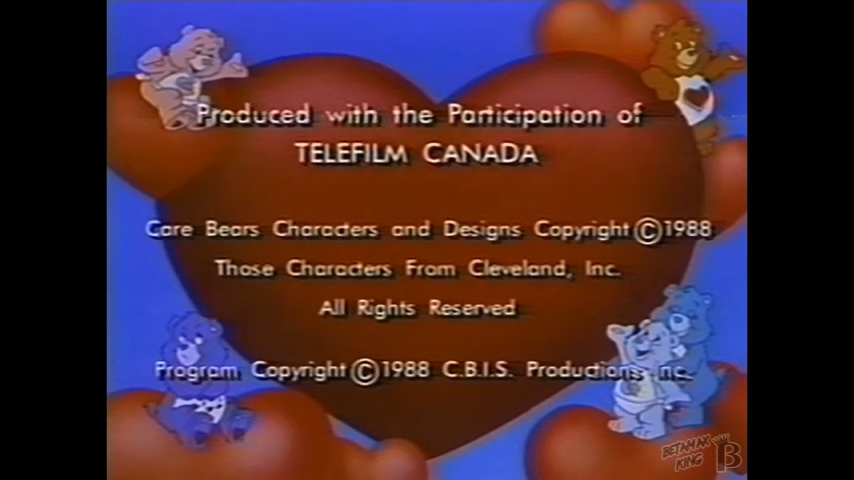 Produced with the Participation of
TELEFILM CANADA
Care Bears Characters and Designs Copyright © 1988
Those Characters From Cleveland, Inc.
All Rights Reserved
Program Copyright © 1988 C.B.I.S. Productions Inc.
BETAMAX
KING
B